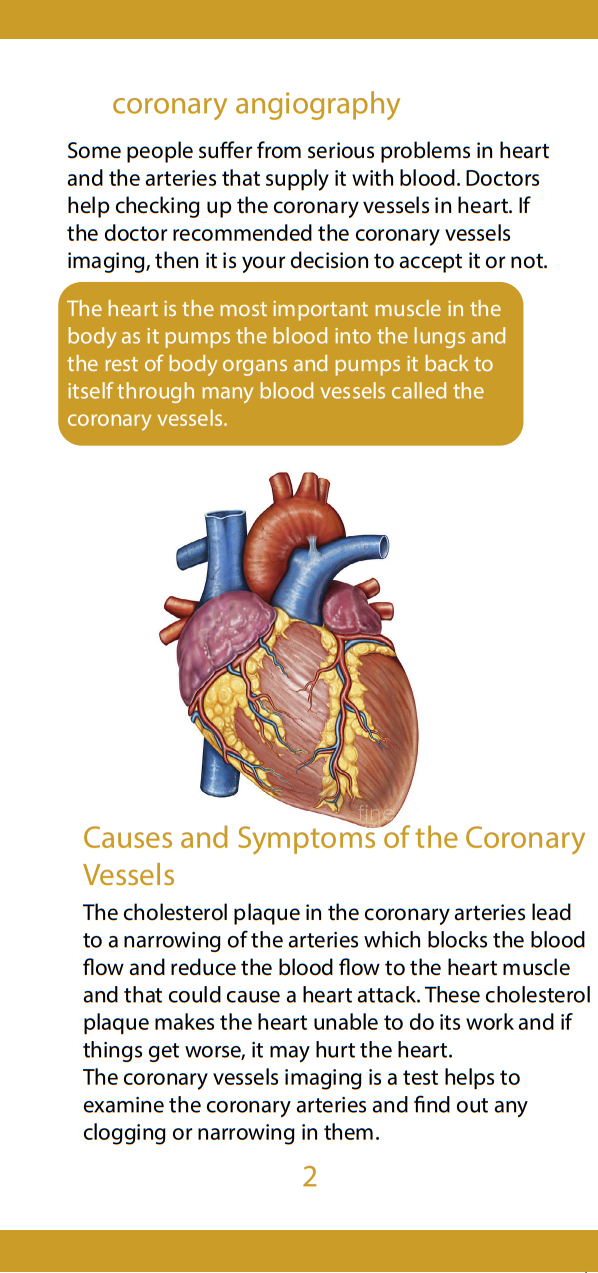 coronary angiography
Some people suffer from serious problems in heart
and the arteries that supply it with blood. Doctors
help checking up the coronary vessels in heart. If
the doctor recommended the coronary vessels
imaging, then it is your decision to accept it or not.
The heart is the most important muscle in the
body as it pumps the blood into the lungs and
the rest of body organs and pumps it back to
itself through many blood vessels called the
coronary vessels.
fine
Causes and Symptoms of the Coronary
Vessels
The cholesterol plaque in the coronary arteries lead
to a narrowing of the arteries which blocks the blood
flow and reduce the blood flow to the heart muscle
and that could cause a heart attack. These cholesterol
plaque makes the heart unable to do its work and if
things get worse, it may hurt the heart.
The coronary vessels imaging is a test helps to
examine the coronary arteries and find out any
clogging or narrowing in them.
2